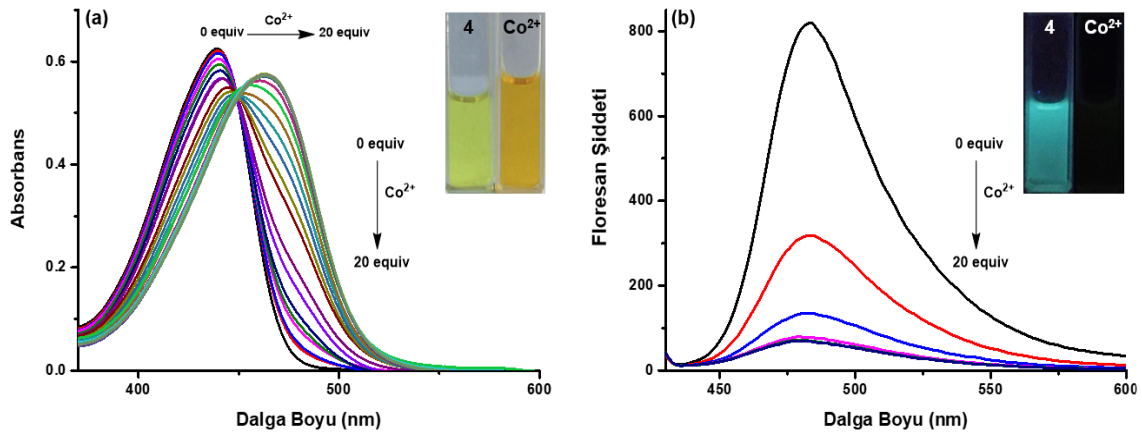 (a)
Co2+
0 equiv
20 equiv
4
Co2+
0.6
0.4
0.2
0.0
Absorbans
0 equiv
Co2+
20 equiv
400
450
500
550
600
Dalga Boyu (nm)
(b)
4
Co2+
800
600
400
200
0
Floresan Şiddeti
0 equiv
Co2+
20 equiv
450
500
550
600
Dalga Boyu (nm)